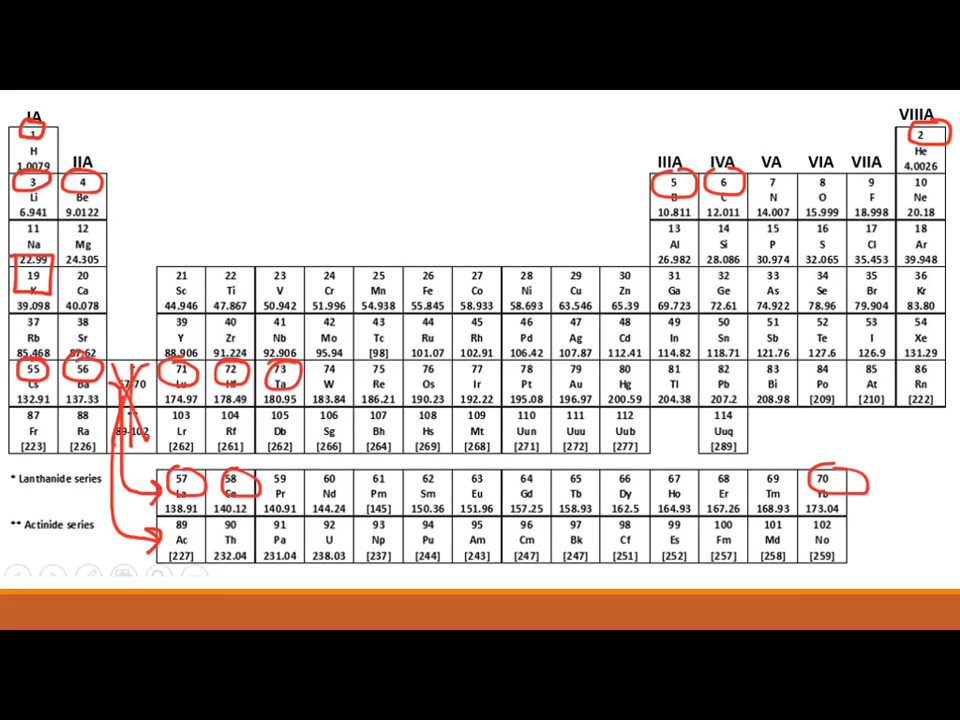 IA VIIIA
1 2
H He
1.0079 IIA IIIA IVA VA VIA VIIA 4.0026
3 4 5 6 7 8 9 10
Li Be B C N O F Ne
6.941 9.0122 10.811 12.011 14.007 15.999 18.998 20.18
11 12 13 14 15 16 17 18
Na Mg Al Si P S Cl Ar
22.99 24.305 26.982 28.086 30.974 32.065 35.453 39.948
19 20 21 22 23 24 25 26 27 28 29 30 31 32 33 34 35 36
K Ca Sc Ti V Cr Mn Fe Co Ni Cu Zn Ga Ge As Se Br Kr
39.098 40.078 44.946 47.867 50.942 51.996 54.938 55.845 58.933 58.693 63.546 65.39 69.723 72.61 74.922 78.96 79.904 83.80
37 38 39 40 41 42 43 44 45 46 47 48 49 50 51 52 53 54
Rb Sr Y Zr Nb Mo Tc Ru Rh Pd Ag Cd In Sn Sb Te I Xe
85.468 87.62 88.906 91.224 92.906 95.94 [98] 101.07 102.91 106.42 107.87 112.41 114.82 118.71 121.76 127.6 126.9 131.29
55 56 71 72 73 74 75 76 77 78 79 80 81 82 83 84 85 86
Cs Ba 57-70 Lu Hf Ta W Re Os Ir Pt Au Hg Tl Pb Bi Po At Rn
132.91 137.33 174.97 178.49 180.95 183.84 186.21 190.23 192.22 195.08 196.97 200.59 204.38 207.2 208.98 [209] [210] [222]
87 88 ** 103 104 105 106 107 108 109 110 111 112 114
Fr Ra 89-102 Lr Rf Db Sg Bh Hs Mt Uun Uuu Uub Uuq
[223] [226] [262] [261] [262] [266] [264] [269] [268] [271] [272] [277] [289]
57 58 59 60 61 62 63 64 65 66 67 68 69 70
* Lanthanide series La Ce Pr Nd Pm Sm Eu Gd Tb Dy Ho Er Tm Yb
138.91 140.12 140.91 144.24 [145] 150.36 151.96 157.25 158.93 162.5 164.93 167.26 168.93 173.04
** Actinide series 89 90 91 92 93 94 95 96 97 98 99 100 101 102
Ac Th Pa U Np Pu Am Cm Bk Cf Es Fm Md No
[227] 232.04 231.04 238.03 [237] [244] [243] [247] [247] [251] [252] [257] [258] [259]